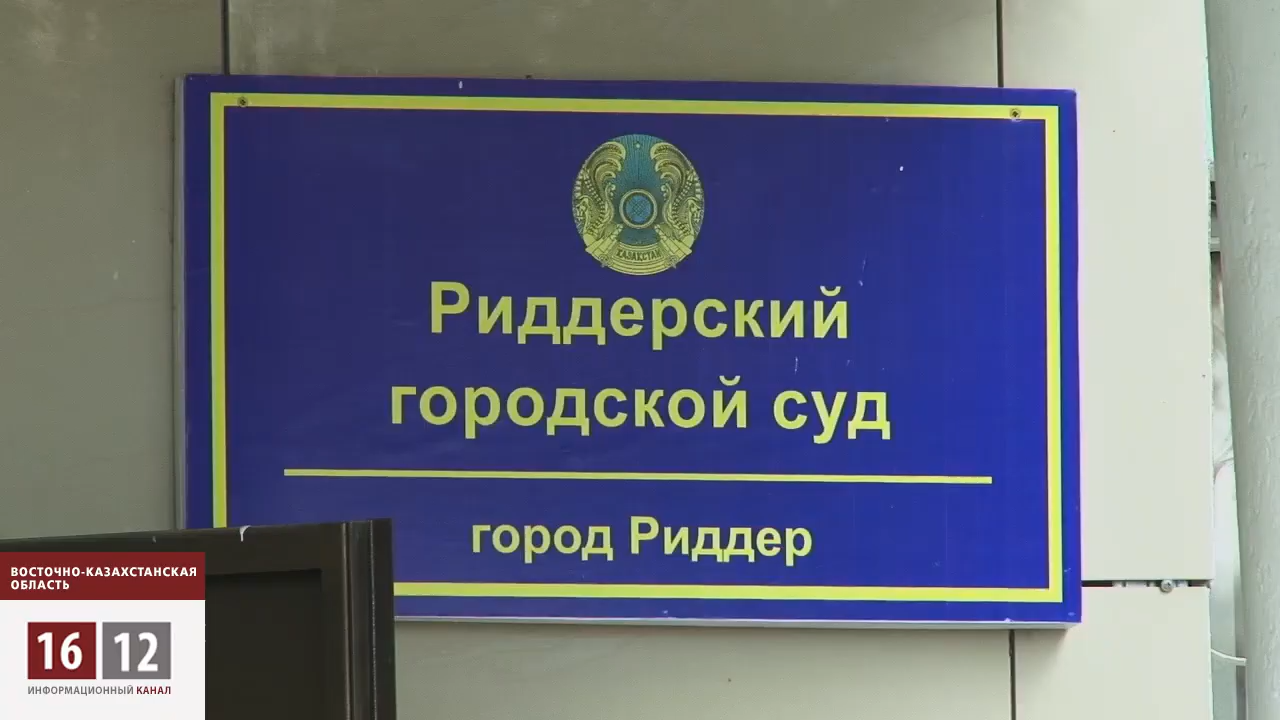 ҚАЗАҚСТАН
Риддерский
городской суд
город Риддер
ВОСТОЧНО-КАЗАХСТАНСКАЯ
ОБЛАСТЬ
16 12
ИНФОРМАЦИОННЫЙ КАНАЛ